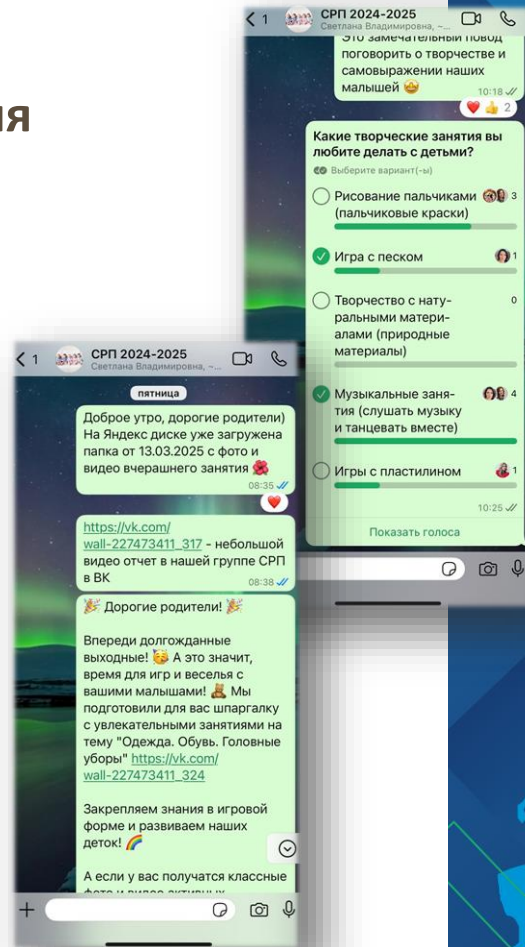 < 1 СРП 2024-2025
Светлана Владимировна, ~...
Это замечательный повод
поговорить о творчестве и
самовыражении наших
малышей 🤩
10:18
❤️ 👍 2
Какие творческие занятия вы
любите делать с детьми?
Выберите вариант(-ы)
Рисование пальчиками 3
(пальчиковые краски)
Игра с песком 1
Творчество с нату- 0
ральными матери-
алами (природные
материалы)
Музыкальные заня- 4
тия (слушать музыку
и танцевать вместе)
Игры с пластилином 1
10:25
Показать голоса
< 1 СРП 2024-2025
Светлана Владимировна, ~...
пятница
Доброе утро, дорогие родители)
На Яндекс диске уже загружена
папка от 13.03.2025 с фото и
видео вчерашнего занятия 🌺
08:35
❤️
https://vk.com/
wall-227473411_317 - небольшой
видео отчет в нашей группе СРП
в ВК
08:38
🎉 Дорогие родители! 🎉
Впереди долгожданные
выходные! 🥳 А это значит,
время для игр и веселья с
вашими малышами! 🧸 Мы
подготовили для вас шпаргалку
с увлекательными занятиями на
тему "Одежда. Обувь. Головные
уборы" https://vk.com/
wall-227473411_324
Закрепляем знания в игровой
форме и развиваем наших
деток! 🌈
А если у вас получатся классные
фото и видео активных